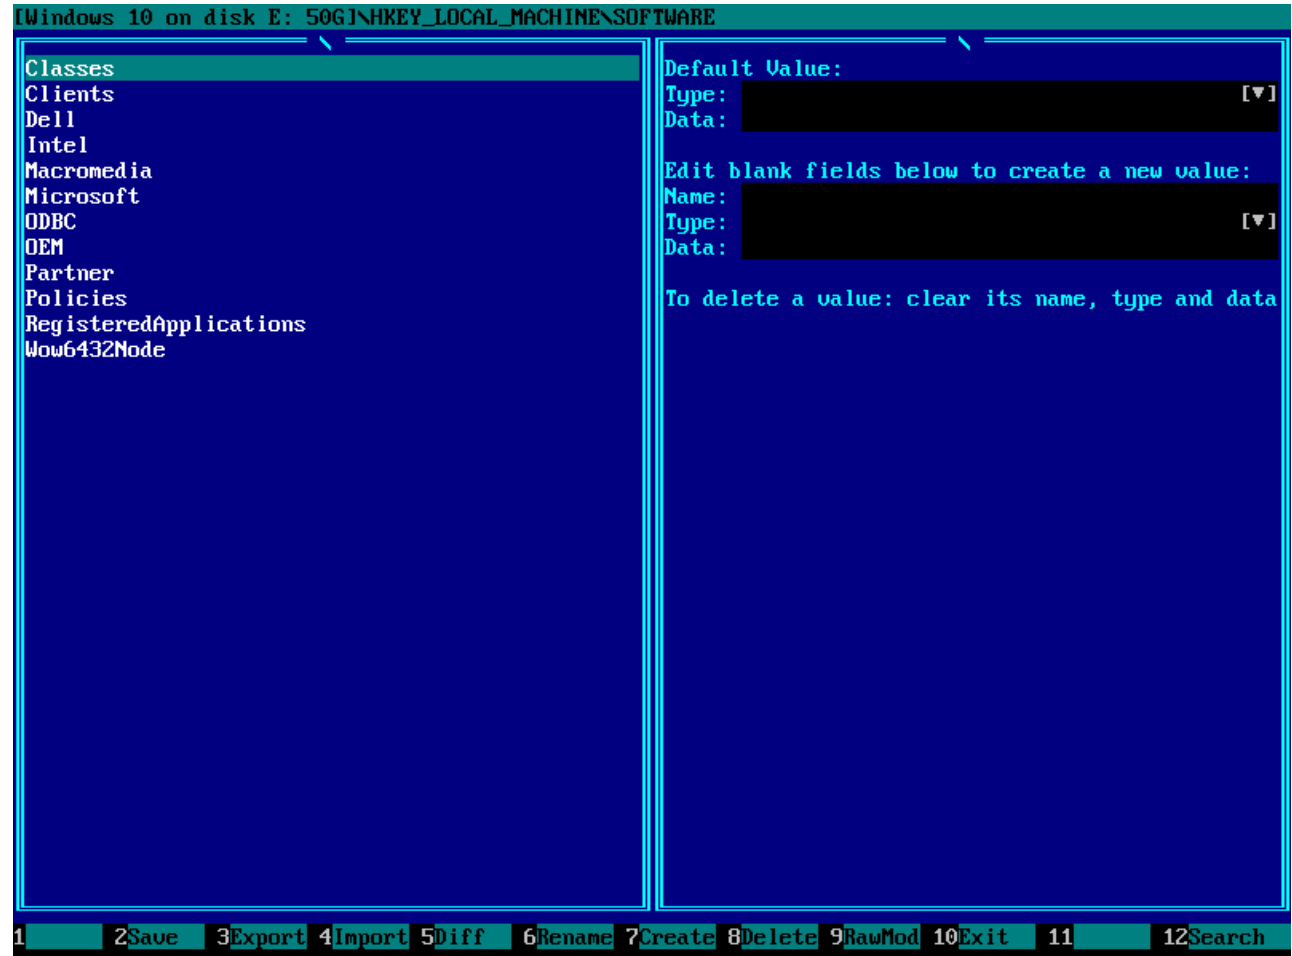 [Windows 10 on disk E: 50G]\HKEY_LOCAL_MACHINE\SOFTWARE
\
Classes
Clients
Dell
Intel
Macromedia
Microsoft
ODBC
OEM
Partner
Policies
RegisteredApplications
Wow6432Node
\
Default Value:
Type: [▼]
Data:
Edit blank fields below to create a new value:
Name:
Type: [▼]
Data:
To delete a value: clear its name, type and data
1 2Save 3Export 4Import 5Diff 6Rename 7Create 8Delete 9RawMod 10Exit 11 12Search